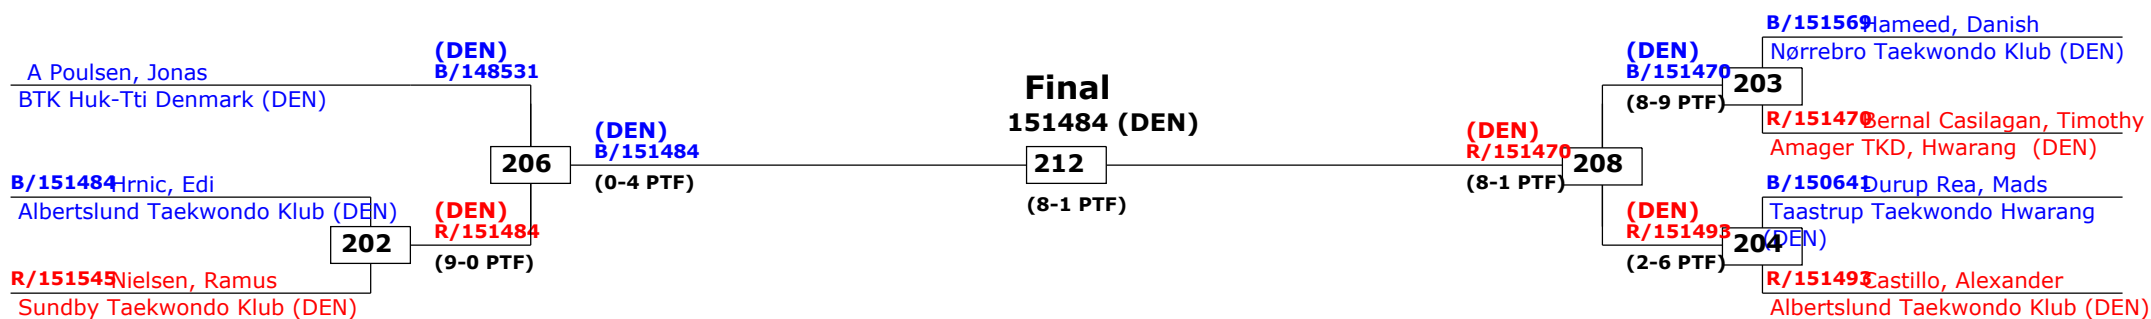 A Poulsen, Jonas
BTK Huk-Tti Denmark (DEN)
(DEN)
B/148531
B/151484 Hrnic, Edi
Albertslund Taekwondo Klub (DEN)
202
R/151545 Nielsen, Ramus
Sundby Taekwondo Klub (DEN)
(DEN)
R/151484
(9-0 PTF)
206
(DEN)
B/151484
(0-4 PTF)
Final
151484 (DEN)
212
(8-1 PTF)
(DEN)
R/151470
(8-1 PTF)
208
(DEN)
B/151470
(8-9 PTF)
203
B/151569 Hameed, Danish
Nørrebro Taekwondo Klub (DEN)
R/151470 Bernal Casilagan, Timothy
Amager TKD, Hwarang (DEN)
(DEN)
R/151493
(2-6 PTF)
204
B/150641 Durup Rea, Mads
Taastrup Taekwondo Hwarang
(DEN)
R/151493 Castillo, Alexander
Albertslund Taekwondo Klub (DEN)